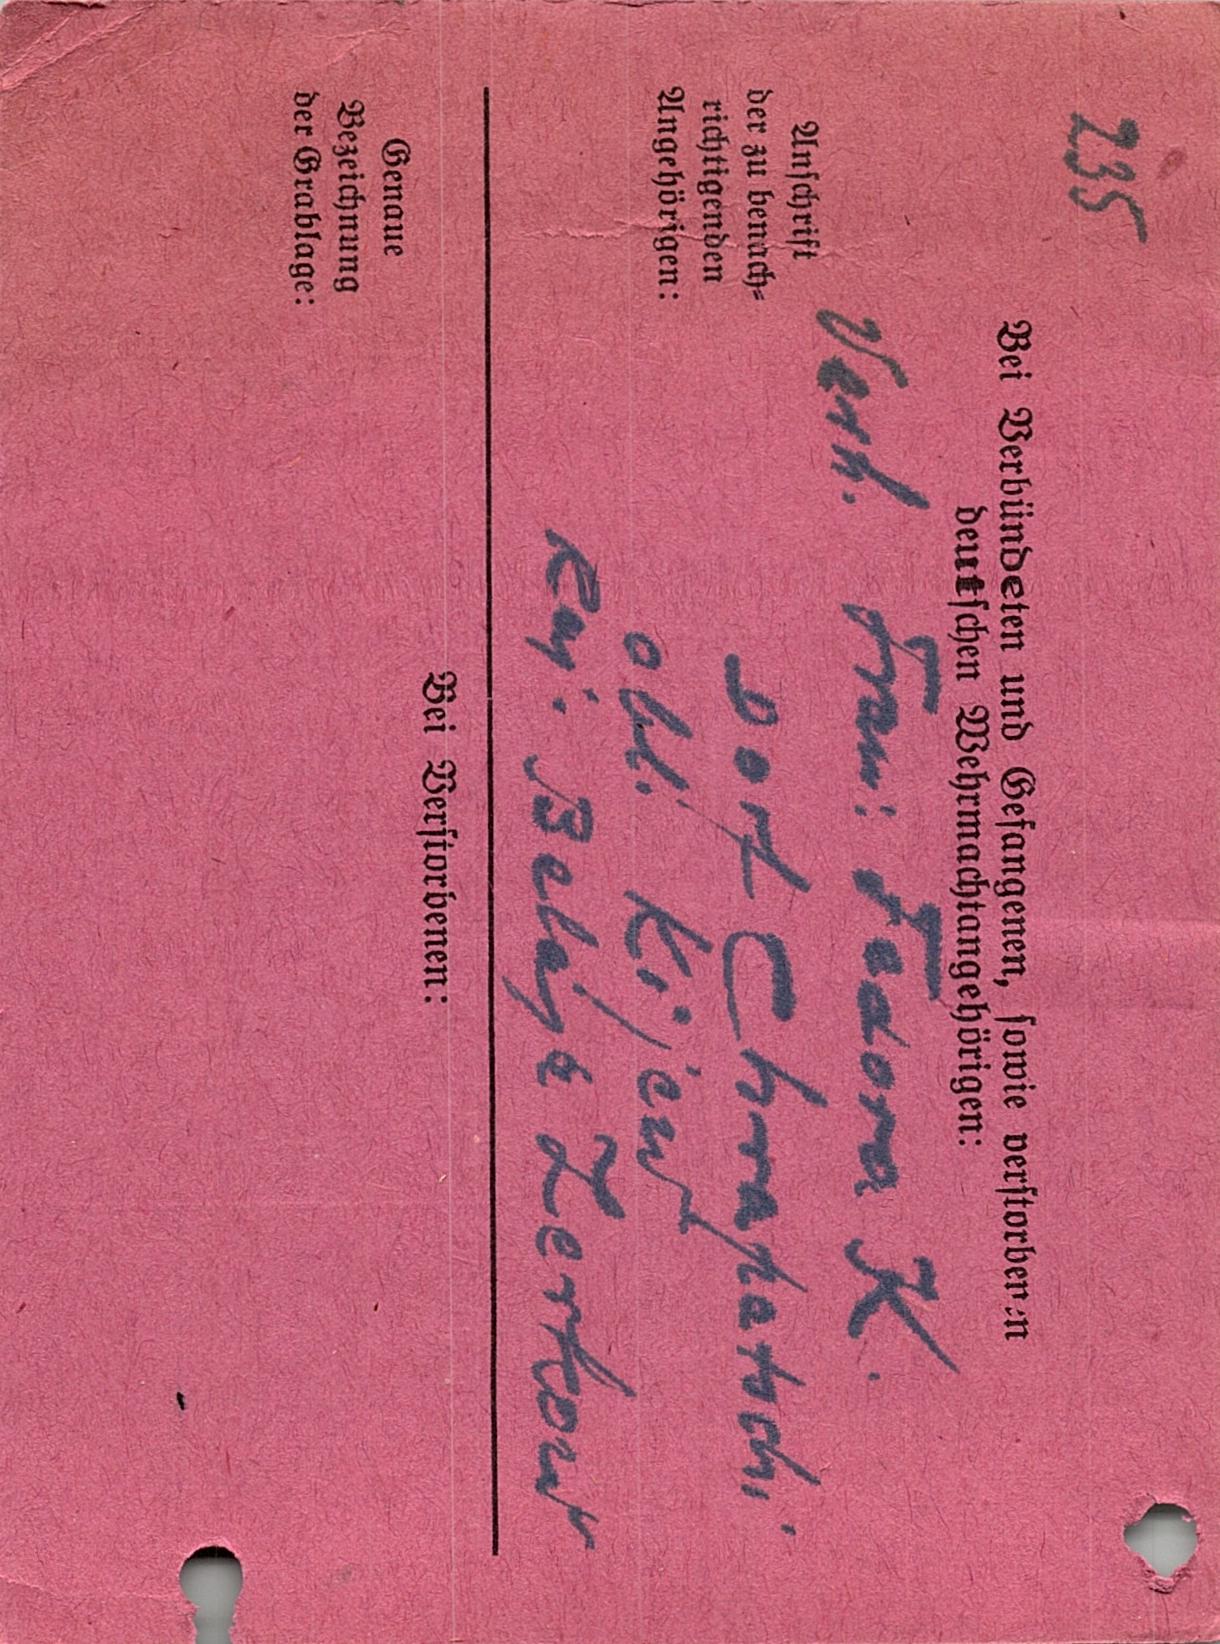 235
Bei Verbündeten und Gefangenen, sowie verstorbenen
deutschen Wehrmachtangehörigen:
Verh. Frau: Fedora K.
Anschrift
der zu benach-
richtigenden
Angehörigen:
Dorf
obl. Kijew
Raj: Belaja Zerkow
Bei Verstorbenen:
Genaue
Bezeichnung
der Grablage: